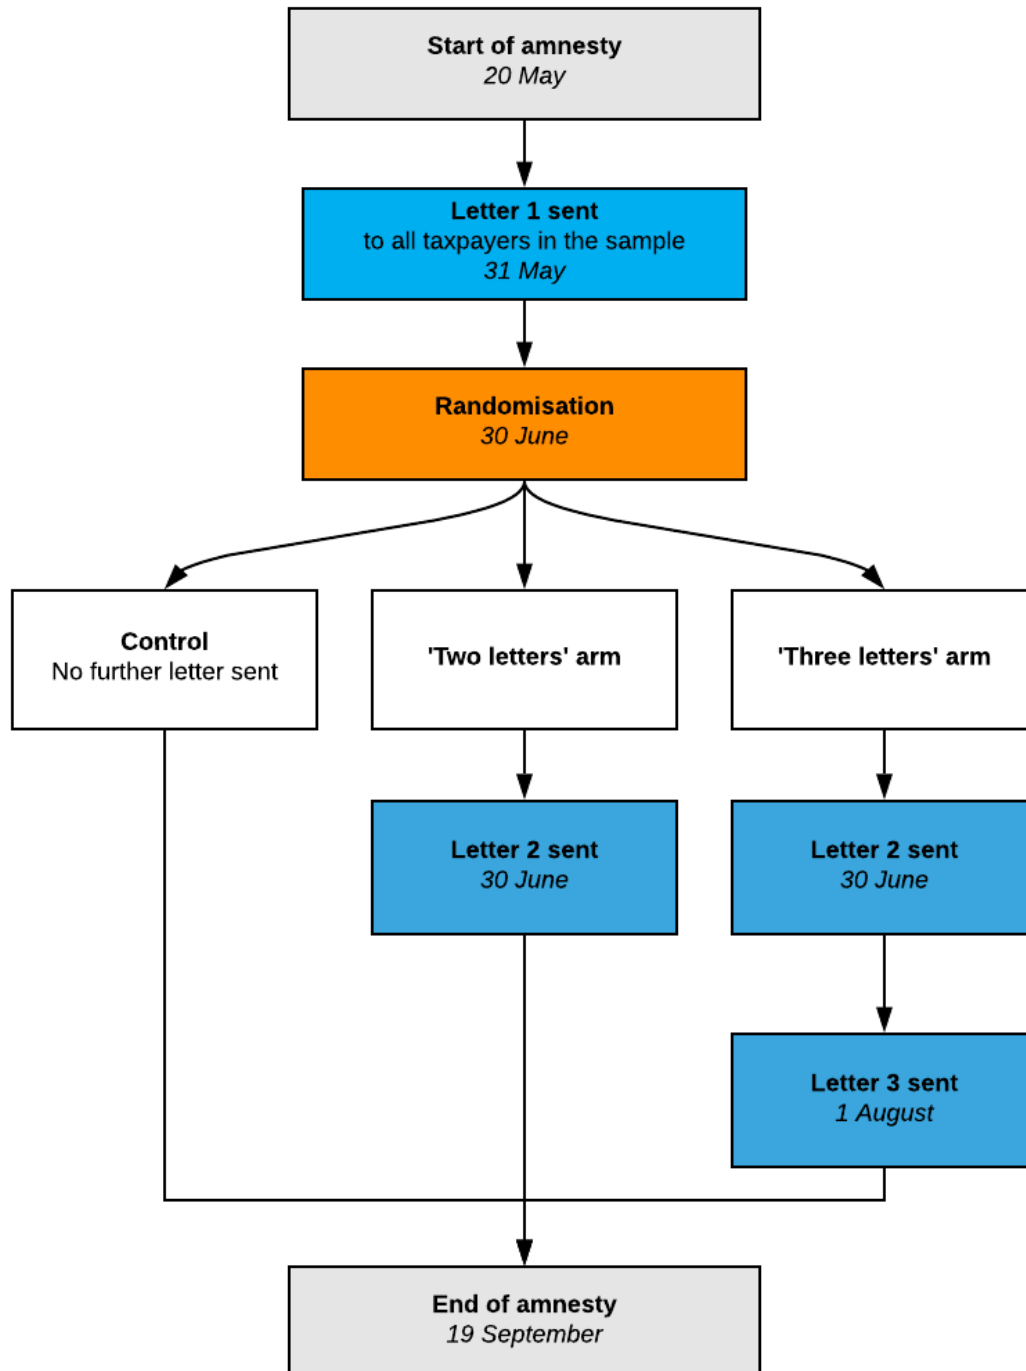 Start of amnesty
20 May
Letter 1 sent
to all taxpayers in the sample
31 May
Randomisation
30 June
Control
No further letter sent
'Two letters' arm
'Three letters' arm
Letter 2 sent
30 June
Letter 2 sent
30 June
Letter 3 sent
1 August
End of amnesty
19 September